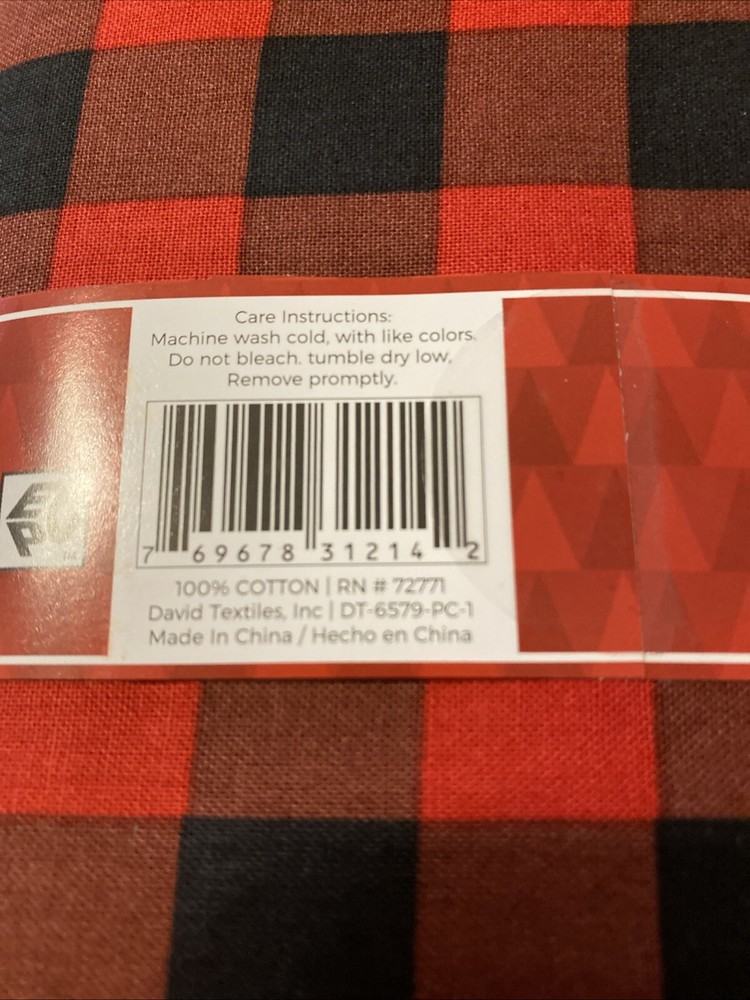 Care Instructions:
Machine wash cold, with like colors.
Do not bleach. tumble dry low.
Remove promptly.
7 69678 31214 2
100% COTTON | RN # 72771
David Textiles, Inc | DT-6579-PC-1
Made In China / Hecho en China